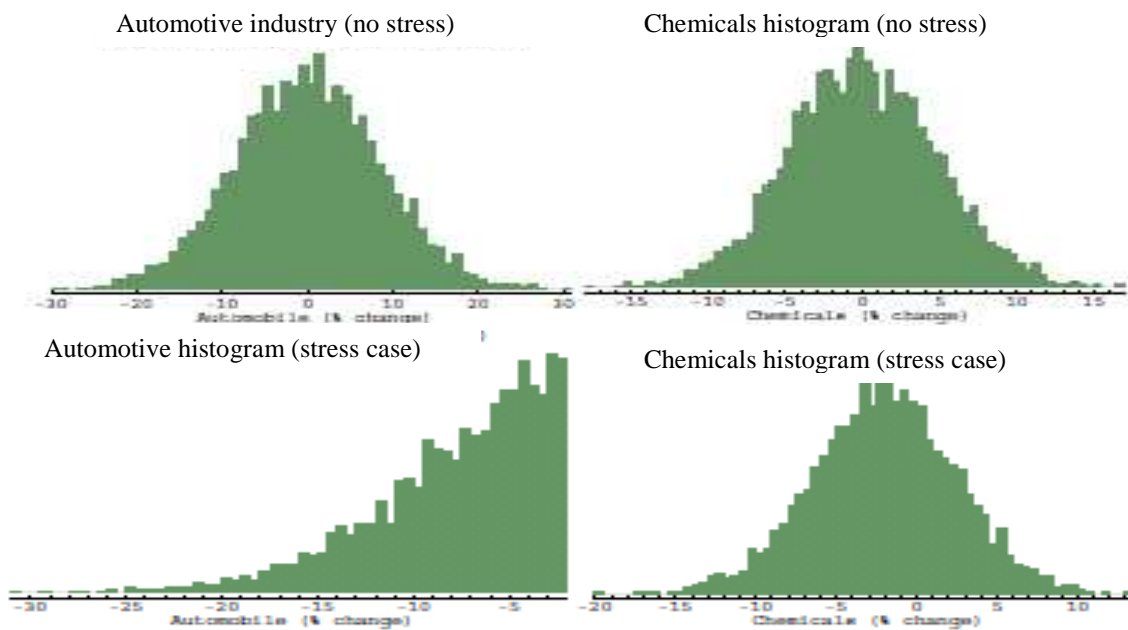 Automotive industry (no stress)
Chemicals histogram (no stress)
-30 -20 -10 0 10 20 30
Automobile (% change)
-15 -10 -5 0 5 10 15
Chemicals (% change)
)
Automotive histogram (stress case)
Chemicals histogram (stress case)
-30 -25 -20 -15 -10 -5
Automobile (% change)
-20 -15 -10 -5 0 5 10
Chemicals (% change)